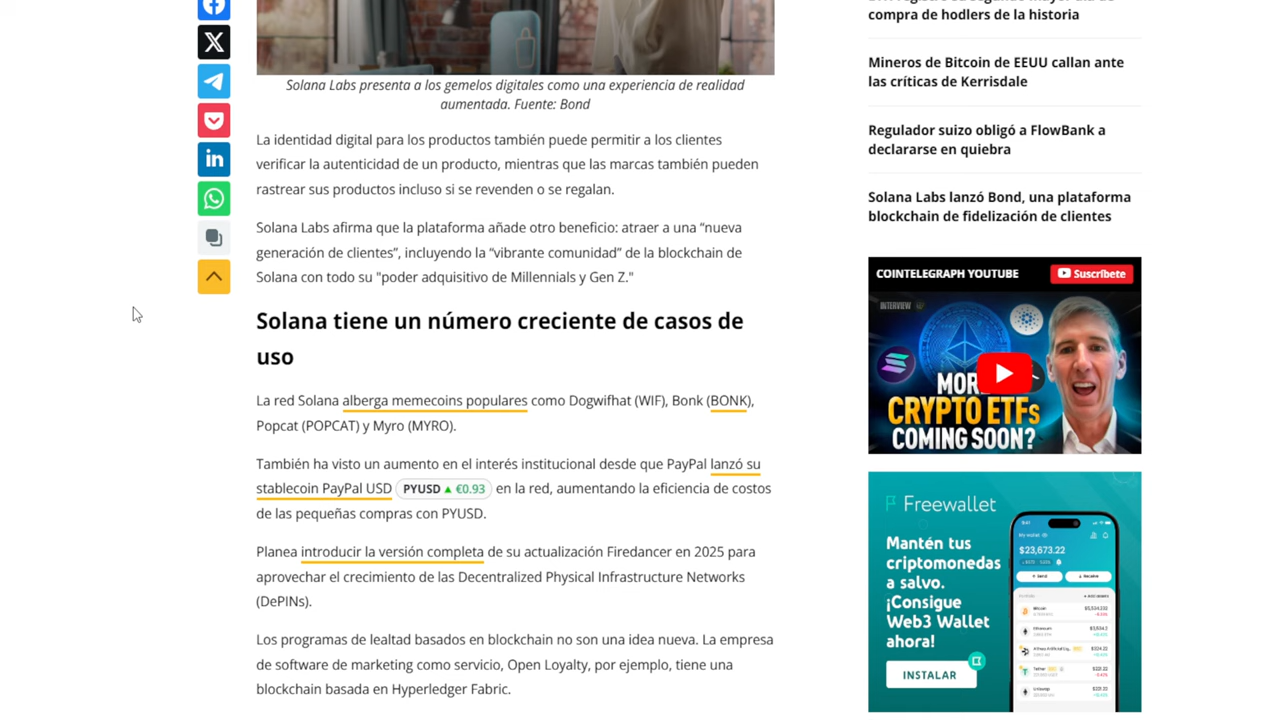 Solana Labs presenta a los gemelos digitales como una experiencia de realidad
aumentada. Fuente: Bond
La identidad digital para los productos también puede permitir a los clientes
verificar la autenticidad de un producto, mientras que las marcas también pueden
rastrear sus productos incluso si se revenden o se regalan.
Solana Labs afirma que la plataforma añade otro beneficio: atraer a una “nueva
generación de clientes”, incluyendo la “vibrante comunidad” de la blockchain de
Solana con todo su "poder adquisitivo de Millennials y Gen Z."
Solana tiene un número creciente de casos de
uso
La red Solana alberga memecoins populares como Dogwifhat (WIF), Bonk (BONK),
Popcat (POPCAT) y Myro (MYRO).
También ha visto un aumento en el interés institucional desde que PayPal lanzó su
stablecoin PayPal USD PYUSD ▲ €0.93 en la red, aumentando la eficiencia de costos
de las pequeñas compras con PYUSD.
Planea introducir la versión completa de su actualización Firedancer en 2025 para
aprovechar el crecimiento de las Decentralized Physical Infrastructure Networks
(DePINs).
Los programas de lealtad basados en blockchain no son una idea nueva. La empresa
de software de marketing como servicio, Open Loyalty, por ejemplo, tiene una
blockchain basada en Hyperledger Fabric.
compra de hodlers de la historia
Mineros de Bitcoin de EEUU callan ante
las críticas de Kerrisdale
Regulador suizo obligó a FlowBank a
declararse en quiebra
Solana Labs lanzó Bond, una plataforma
blockchain de fidelización de clientes
COINTELEGRAPH YOUTUBE
Suscríbete
INTERVIEW
CRYPTO ETFs
COMING SOON?
Freewallet
Mantén tus
criptomonedas
a salvo.
¡Consigue
Web3 Wallet
ahora!
INSTALAR
$23,673.22